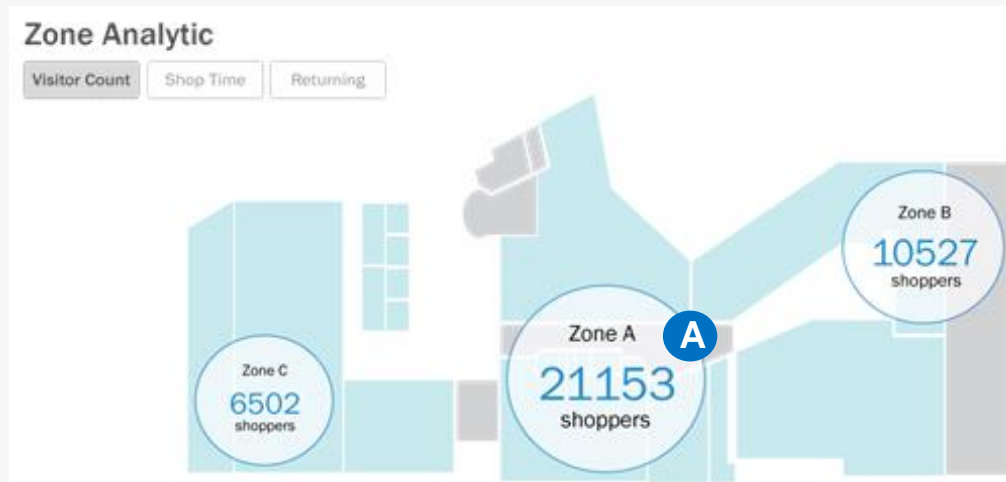 Zone Analytic
Visitor Count
Shop Time
Returning
Zone B
10527
shoppers
Zone A
A
21153
shoppers
Zone C
6502
shoppers